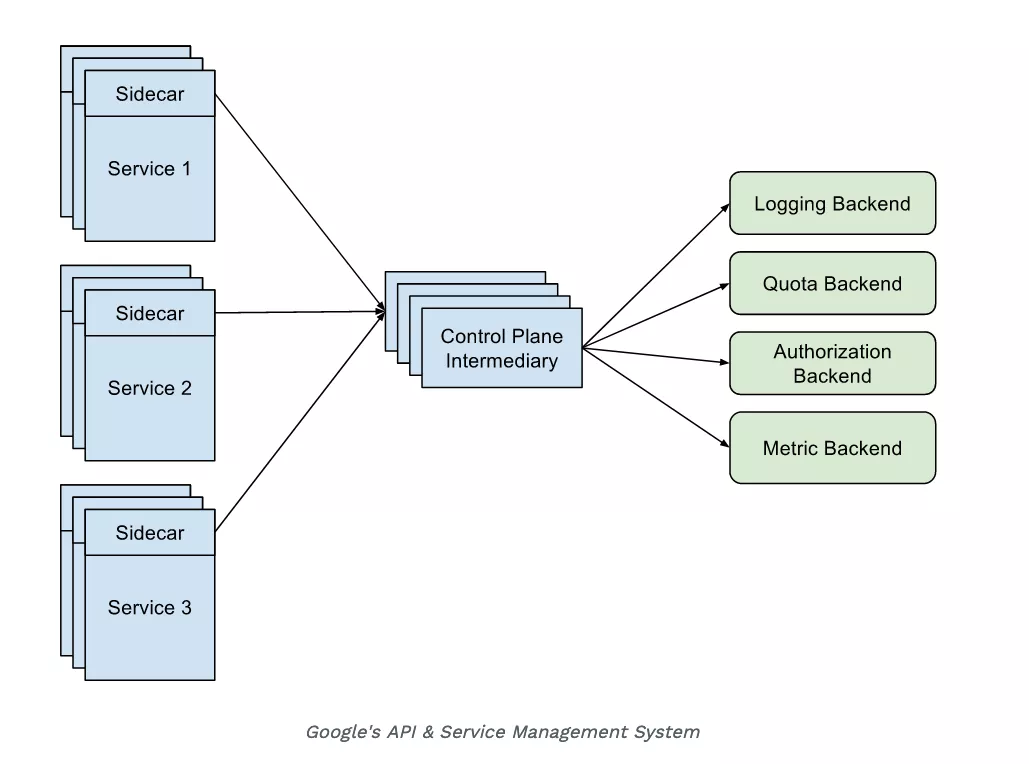 Sidecar
Service 1
Sidecar
Service 2
Sidecar
Service 3
Control Plane
Intermediary
Logging Backend
Quota Backend
Authorization
Backend
Metric Backend
Google's API & Service Management System